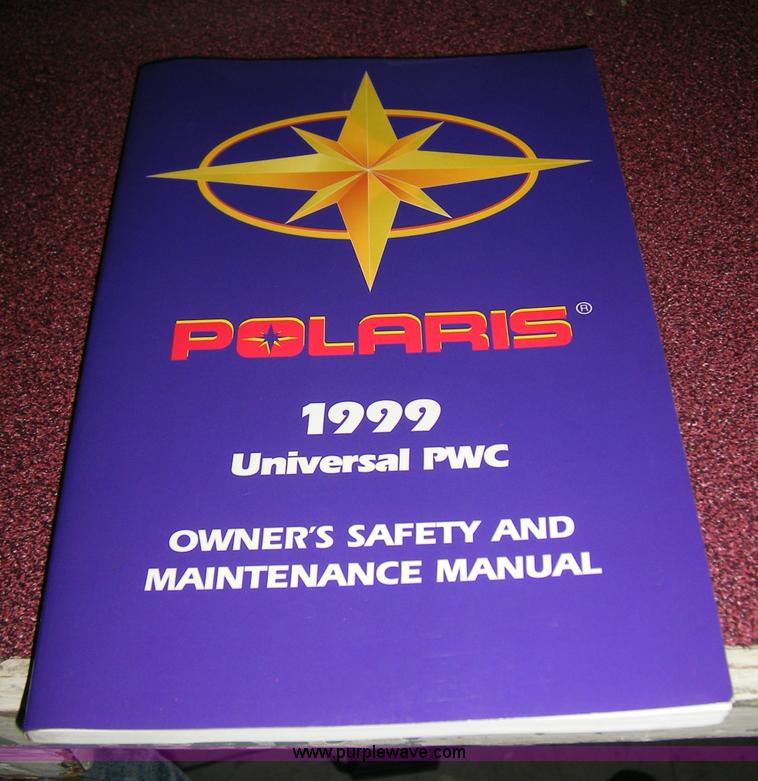 POLARIS®
1999
Universal PWC
OWNER'S SAFETY AND
MAINTENANCE MANUAL
www.purplewave.com